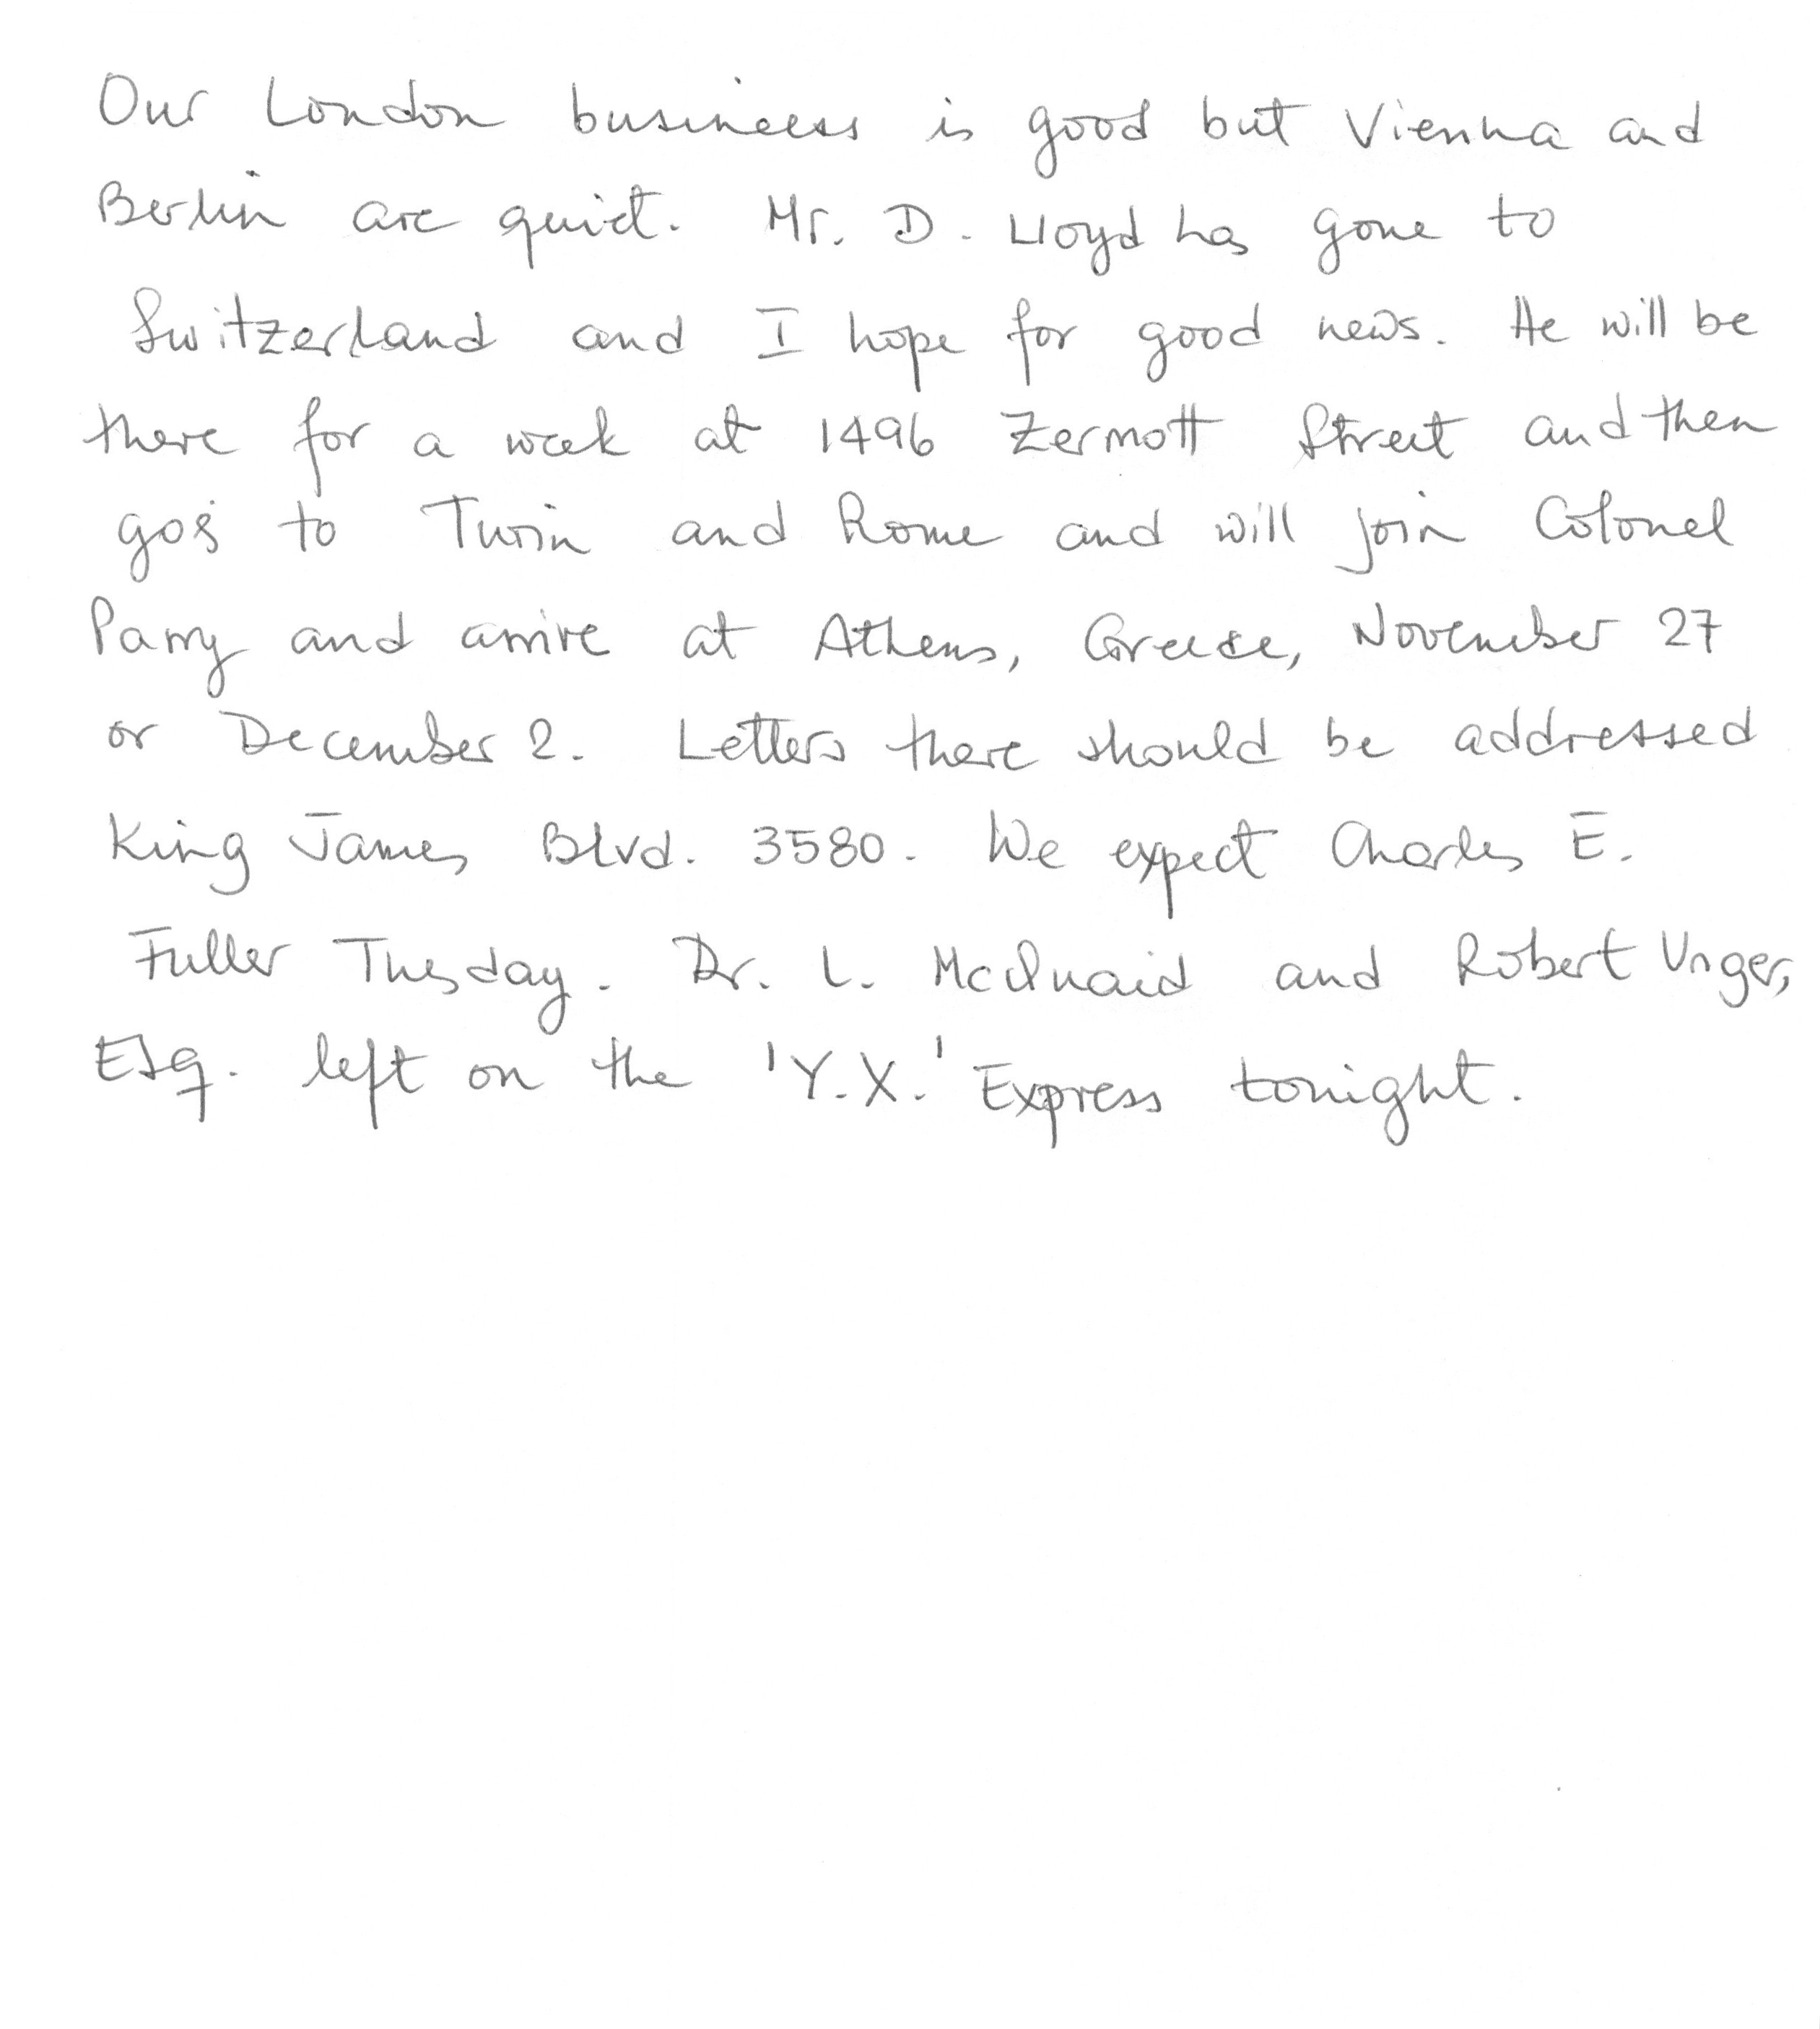 Our London business is good but Vienna and
Berlin are quiet. Mr. D. Lloyd has gone to
Switzerland and I hope for good news. He will be
there for a week at 1496 Zermott Street and then
goes to Turin and Rome and will join Colonel
Parry and arrive at Athens, Greece, November 27
or December 2. Letters there should be addressed
King James Blvd. 3580. We expect Charles E.
Fuller Tuesday. Dr. L. McQuaid and Robert Unger,
Esq. left on the 'Y.X.' Express tonight.